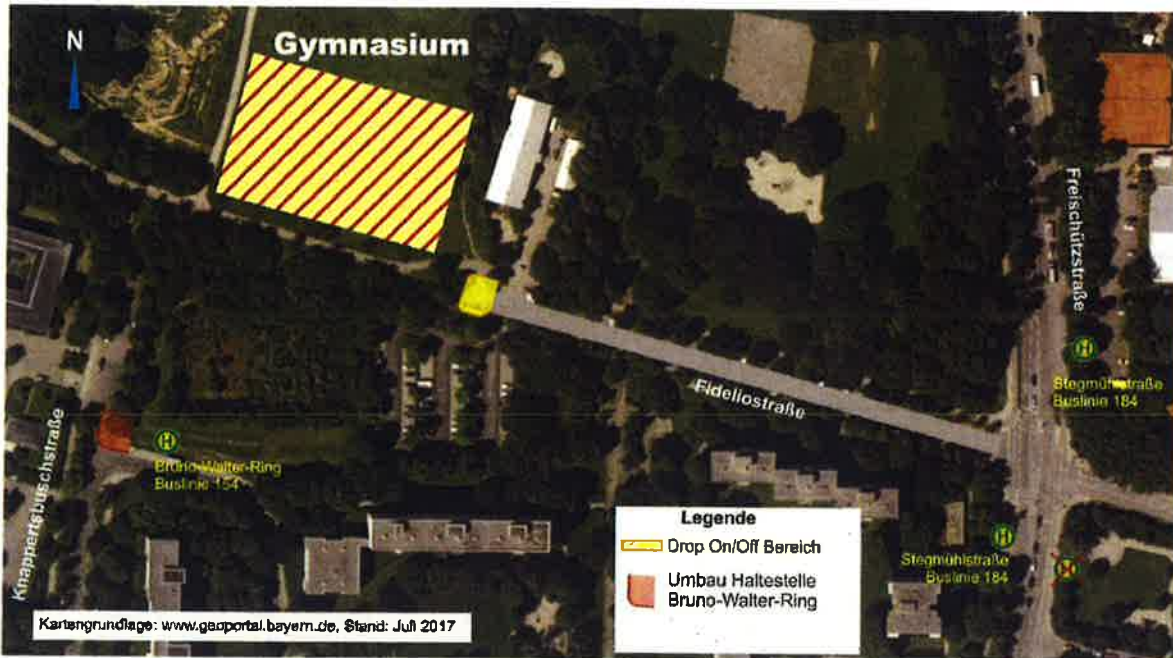 N
Gymnasium
Freischützstraße
H
Stegmühlstraße
Buslinie 184
Fideliostraße
H
Bruno-Walter-Ring
Buslinie 154
Knappertsbuschstraße
H
Stegmühlstraße
Buslinie 184
H
Legende
Drop On/Off Bereich
Umbau Haltestelle
Bruno-Walter-Ring
Kartengrundlage: www.geoportal.bayern.de, Stand: Juli 2017